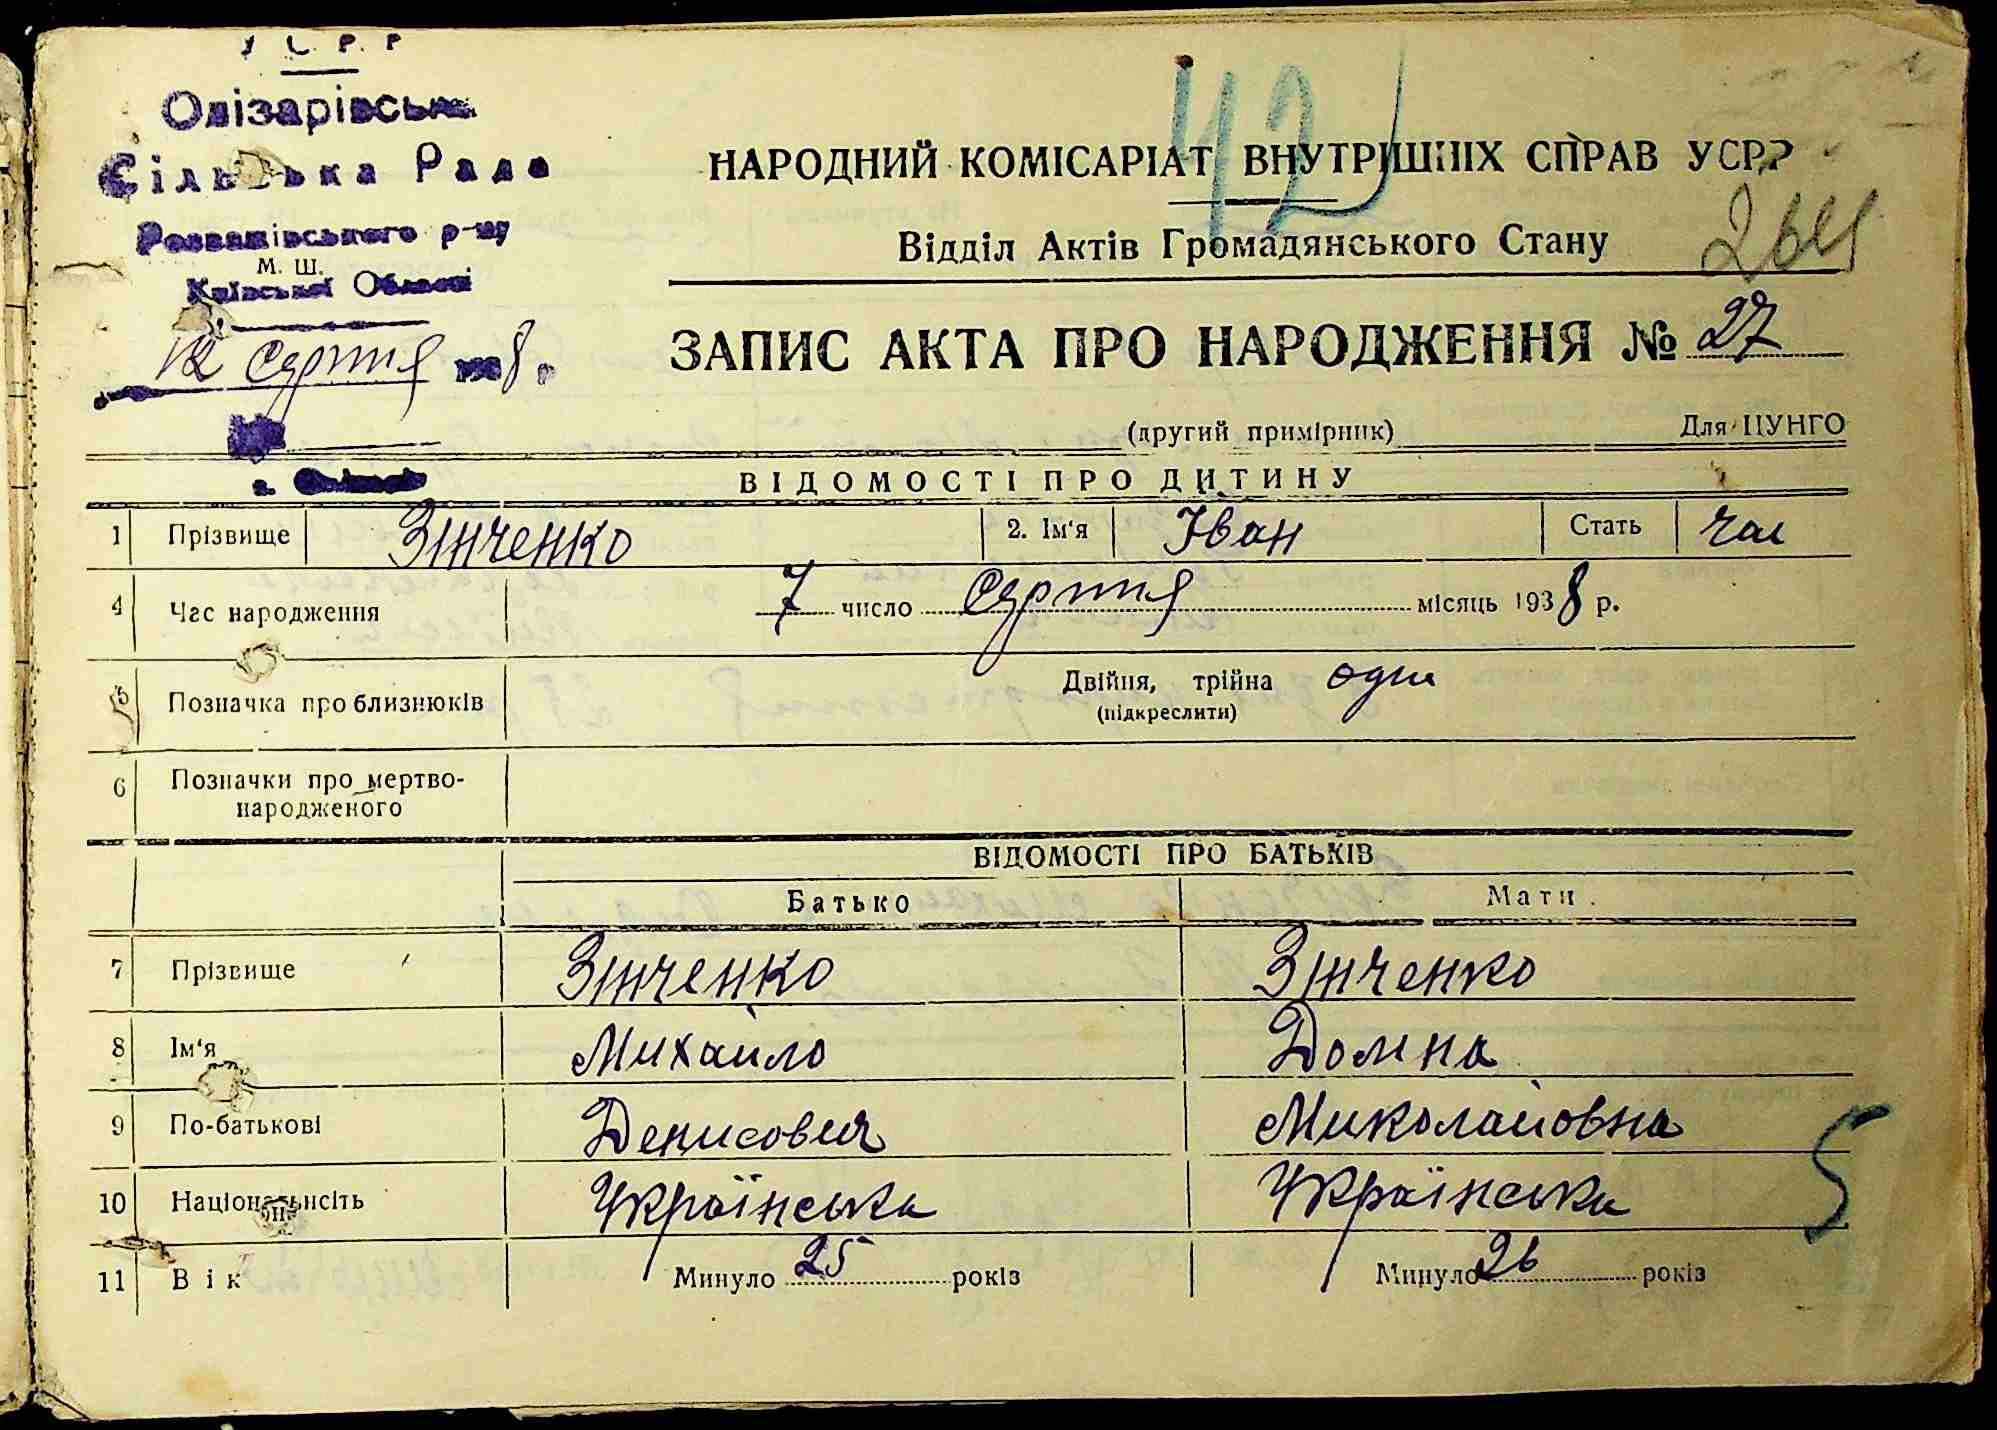 У С. Р. Р
Олізарівська
Сільська Рада
Розважівського р-ну
М. Ш.
Київської Області
12 серпня 1938 р.
42
НАРОДНИЙ КОМІСАРІАТ ВНУТРІШНІХ СПРАВ УСРР
Відділ Актів Громадянського Стану
ЗАПИС АКТА ПРО НАРОДЖЕННЯ № 27
(другий примірник) Для ЦУНГО
ВІДОМОСТІ ПРО ДИТИНУ
1 Прізвище Зінченко 2. Ім'я Іван Стать чол
4 Час народження 7 число Серпня місяць 1938 р.
5 Позначка про близнюків Двійня, трійна один
(підкреслити)
6 Позначки про мертво-
народженого
ВІДОМОСТІ ПРО БАТЬКІВ
Батько Мати
7 Прізвище Зінченко Зінченко
8 Ім'я Михайло Домна
9 По-батькові Денисович Миколайовна
10 Національність Українська Українська
5
11 Вік Минуло 25 років Минуло 26 років